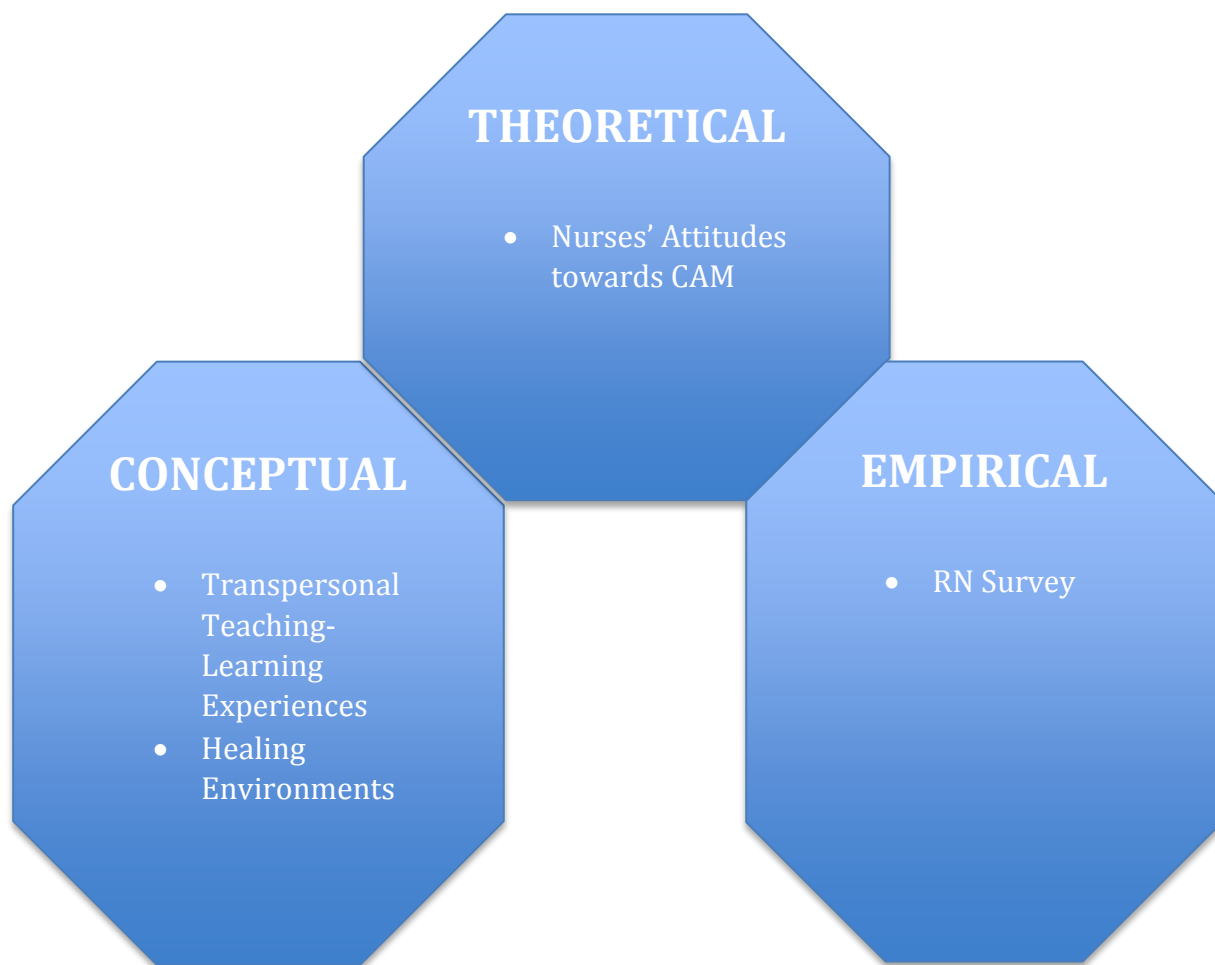 THEORETICAL
• Nurses’ Attitudes
towards CAM
CONCEPTUAL
• Transpersonal
Teaching-
Learning
Experiences
• Healing
Environments
EMPIRICAL
• RN Survey